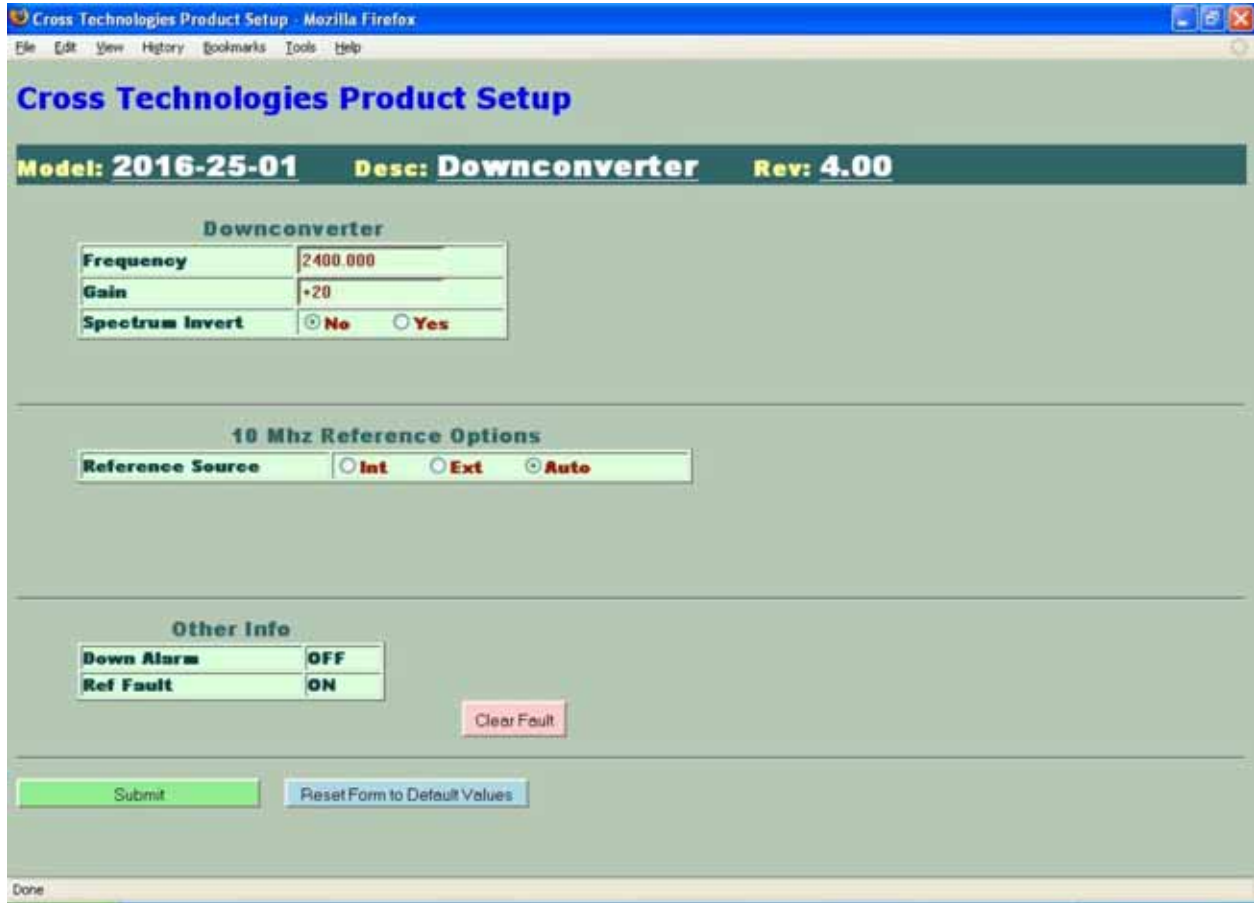 Cross Technologies Product Setup - Mozilla Firefox
File Edit View History Bookmarks Tools Help
Cross Technologies Product Setup
Model: 2016-25-01 Desc: Downconverter Rev: 4.00
Downconverter
Frequency 2400.000
Gain +20
Spectrum Invert No Yes
10 Mhz Reference Options
Reference Source Int Ext Auto
Other Info
Down Alarm OFF
Ref Fault ON
Clear Fault
Submit Reset Form to Default Values
Done